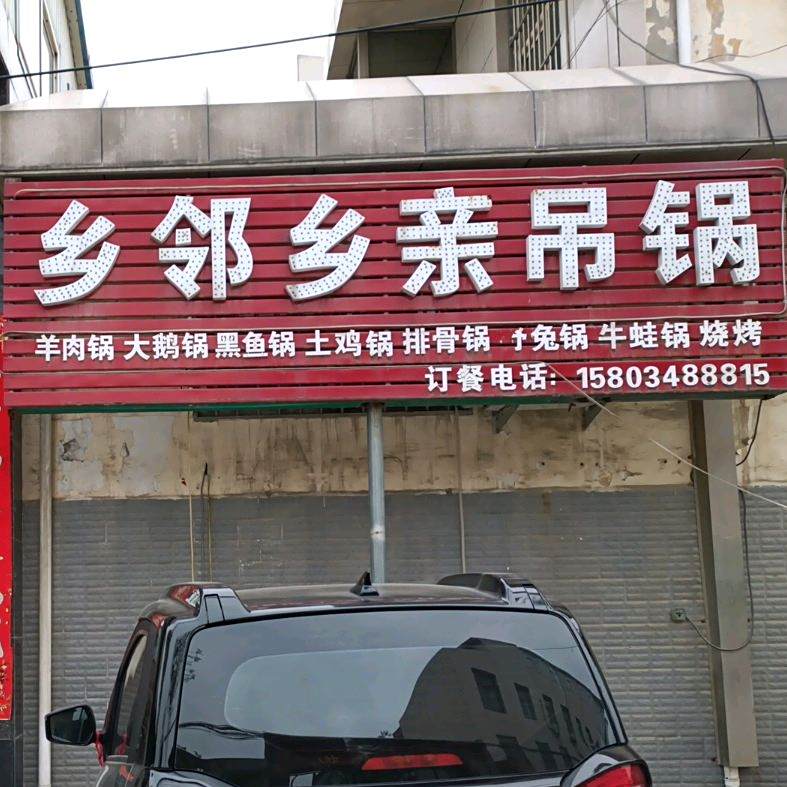 乡邻乡亲吊锅
羊肉锅 大鹅锅 黑鱼锅 土鸡锅 排骨锅 兔锅 牛蛙锅 烧烤
订餐电话：15803488815